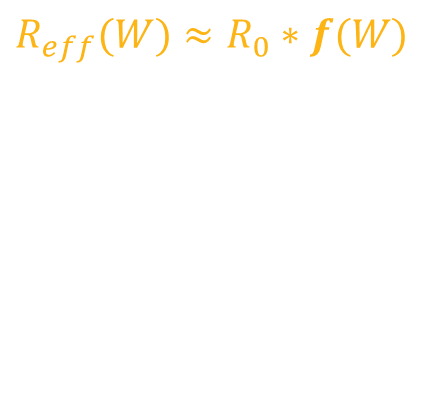 R_eff(W) ≈ R_0 * f(W)